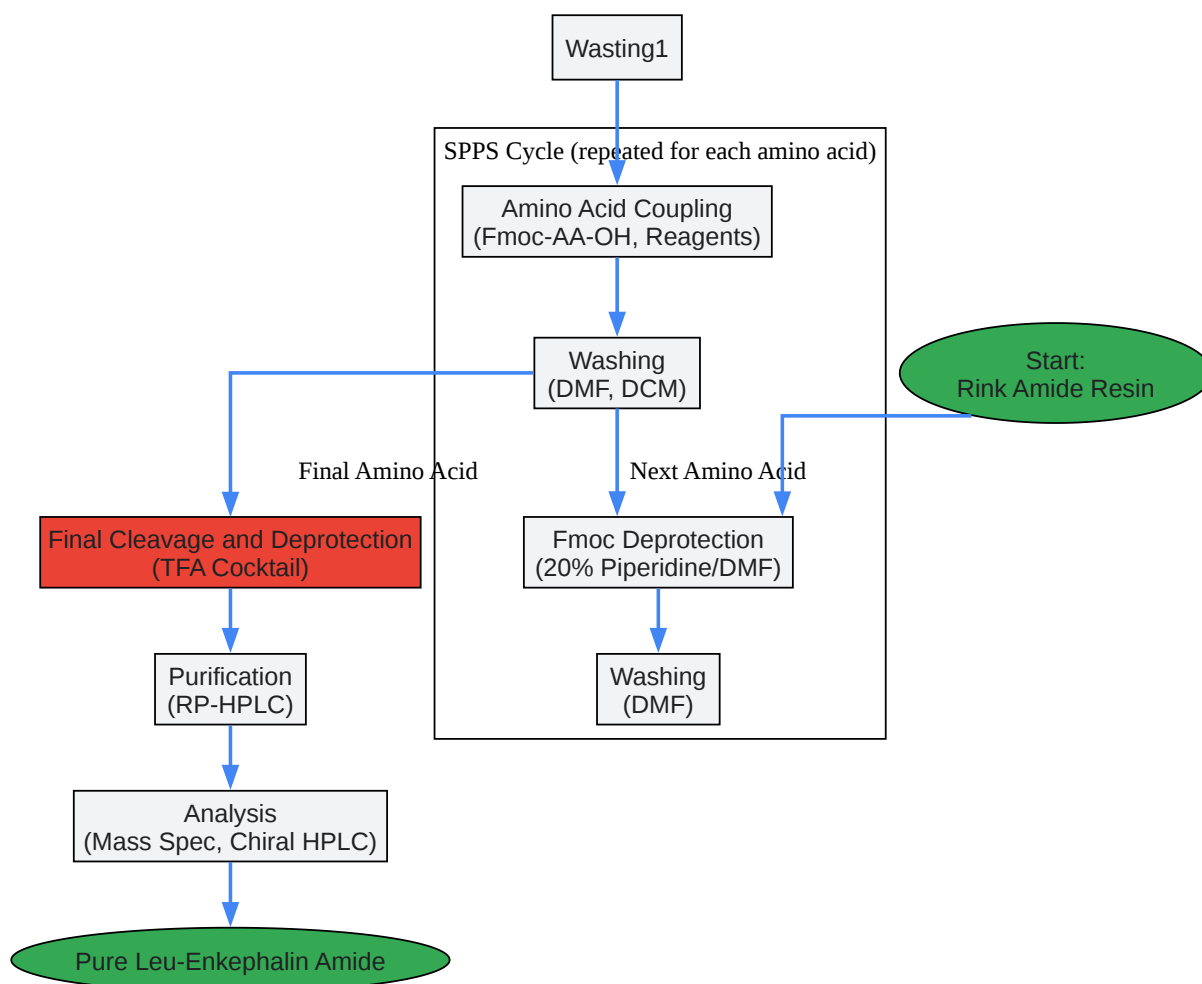 Wasting1
SPPS Cycle (repeated for each amino acid)
Amino Acid Coupling
(Fmoc-AA-OH, Reagents)
Washing
(DMF, DCM)
Start:
Rink Amide Resin
Final Amino Acid
Next Amino Acid
Final Cleavage and Deprotection
(TFA Cocktail)
Fmoc Deprotection
(20% Piperidine/DMF)
Purification
(RP-HPLC)
Washing
(DMF)
Analysis
(Mass Spec, Chiral HPLC)
Pure Leu-Enkephalin Amide